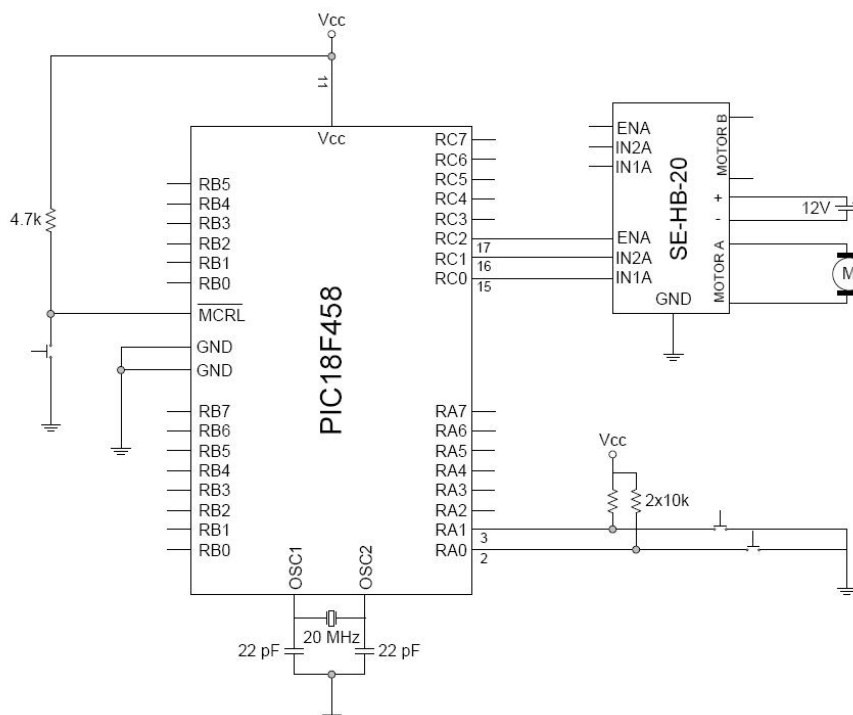 Vcc
11
Vcc
4.7k
RB5
RB4
RB3
RB2
RB1
RB0
MCRL
GND
GND
RB7
RB6
RB5
RB4
RB3
RB2
RB1
RB0
PIC18F458
RC7
RC6
RC5
RC4
RC3
RC2
17
RC1
16
RC0
15
RA7
RA6
RA5
RA4
RA3
RA2
RA1
3
RA0
2
OSC1
OSC2
20 MHz
22 pF
22 pF
ENA
IN2A
IN1A
ENA
IN2A
IN1A
GND
SE-HB-20
MOTOR B
+
-
MOTOR A
12V
M
Vcc
2x10k